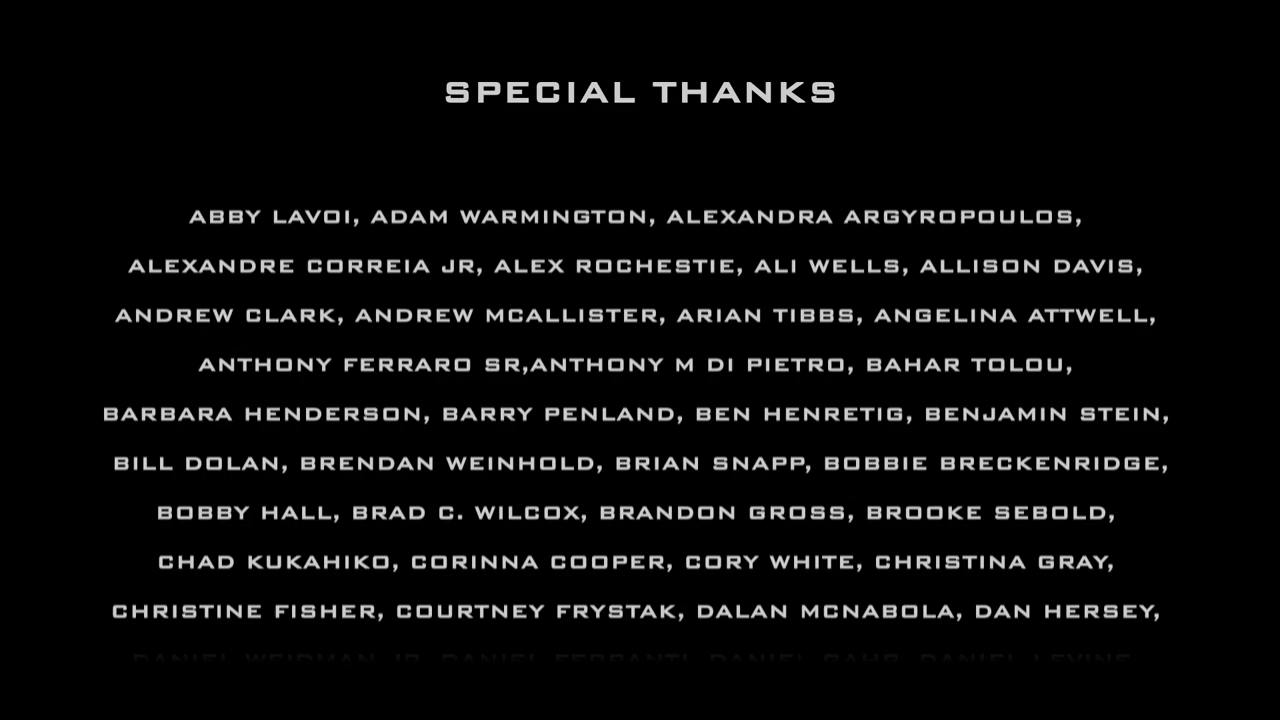 SPECIAL THANKS
ABBY LAVOI, ADAM WARMINGTON, ALEXANDRA ARGYROPOULOS,
ALEXANDRE CORREIA JR, ALEX ROCHESTIE, ALI WELLS, ALLISON DAVIS,
ANDREW CLARK, ANDREW MCALLISTER, ARIAN TIBBS, ANGELINA ATTWELL,
ANTHONY FERRARO SR,ANTHONY M DI PIETRO, BAHAR TOLOU,
BARBARA HENDERSON, BARRY PENLAND, BEN HENRETIG, BENJAMIN STEIN,
BILL DOLAN, BRENDAN WEINHOLD, BRIAN SNAPP, BOBBIE BRECKENRIDGE,
BOBBY HALL, BRAD C. WILCOX, BRANDON GROSS, BROOKE SEBOLD,
CHAD KUKAHIKO, CORINNA COOPER, CORY WHITE, CHRISTINA GRAY,
CHRISTINE FISHER, COURTNEY FRYSTAK, DALAN MCNABOLA, DAN HERSEY,